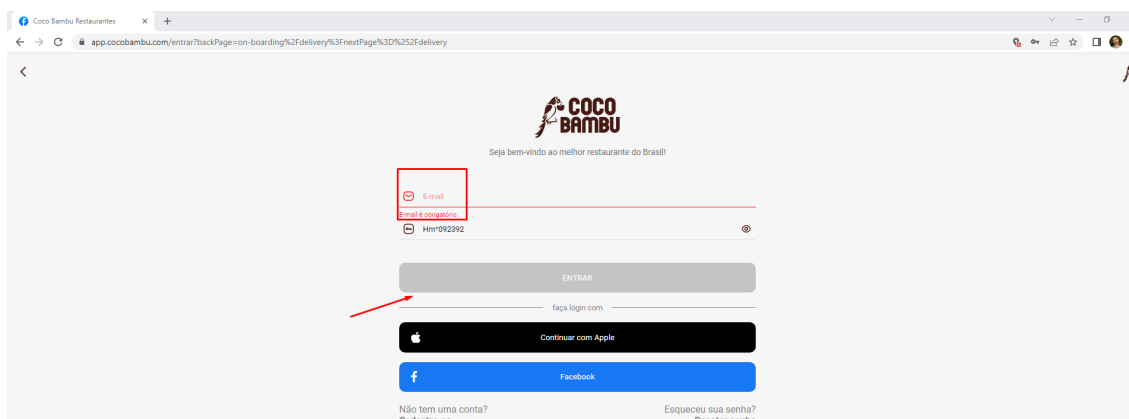 Coco Bambu Restaurantes
app.cocobambu.com/entrar?backPage=on-boarding%2Fdelivery%3FnextPage%3D%252Fdelivery
COCO
BAMBU
Seja bem-vindo ao melhor restaurante do Brasil!
E-mail
E-mail é obrigatório.
Hm*092392
ENTRAR
faça login com
Continuar com Apple
Facebook
Não tem uma conta? Esqueceu sua senha?